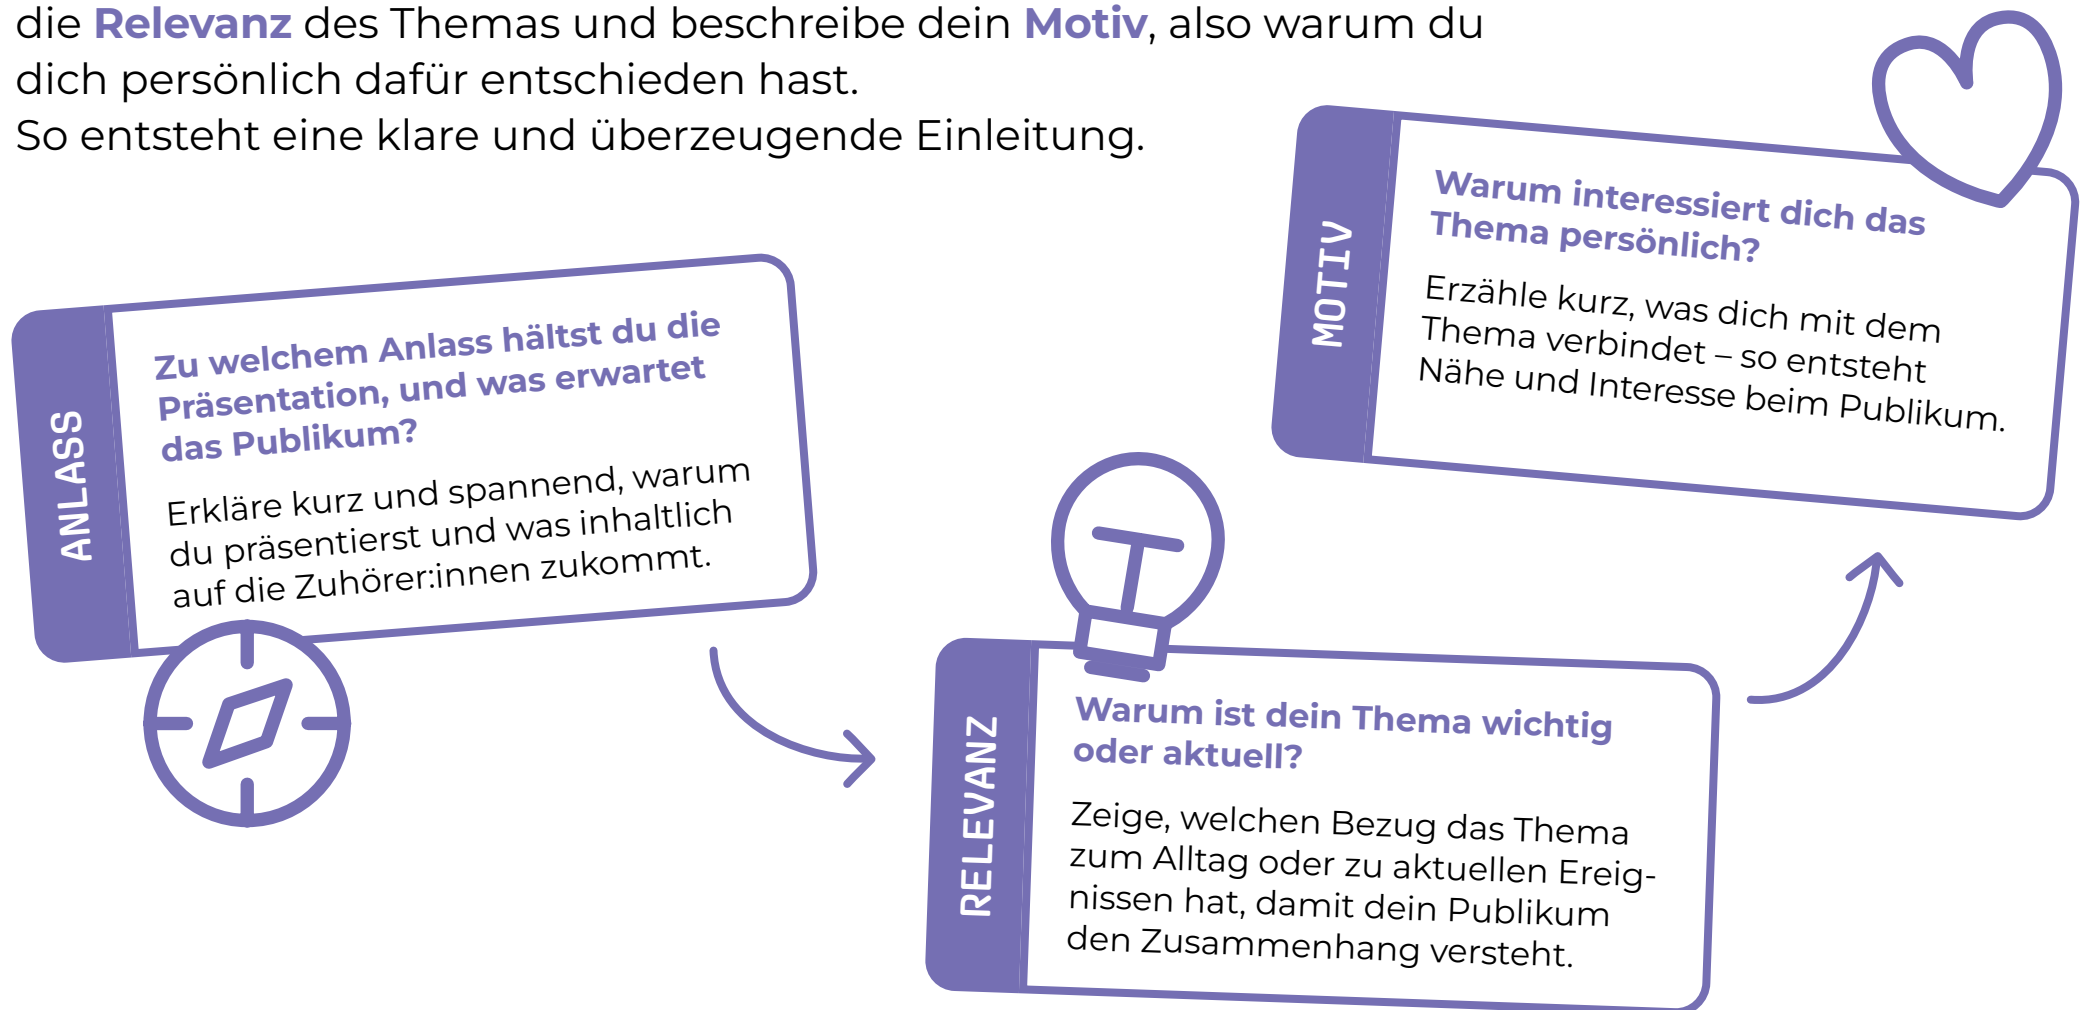 die Relevanz des Themas und beschreibe dein Motiv, also warum du
dich persönlich dafür entschieden hast.
So entsteht eine klare und überzeugende Einleitung.
ANLASS
Zu welchem Anlass hältst du die
Präsentation, und was erwartet
das Publikum?
Erkläre kurz und spannend, warum
du präsentierst und was inhaltlich
auf die Zuhörer:innen zukommt.
RELEVANZ
Warum ist dein Thema wichtig
oder aktuell?
Zeige, welchen Bezug das Thema
zum Alltag oder zu aktuellen Ereig-
nissen hat, damit dein Publikum
den Zusammenhang versteht.
MOTIV
Warum interessiert dich das
Thema persönlich?
Erzähle kurz, was dich mit dem
Thema verbindet – so entsteht
Nähe und Interesse beim Publikum.